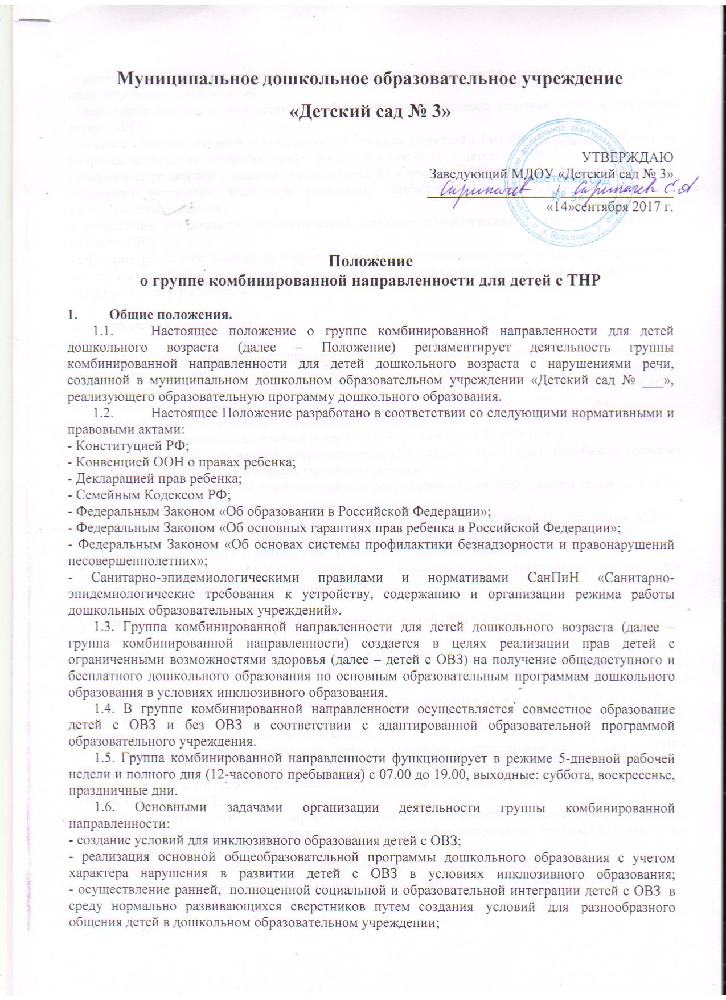 Муниципальное дошкольное образовательное учреждение
«Детский сад № 3»
УТВЕРЖДАЮ
Заведующий МДОУ «Детский сад № 3»
/
«14»сентября 2017 г.
Детский сад
№ 3»
г. Ярославль
Положение
о группе комбинированной направленности для детей с ТНР
1. Общие положения.
1.1. Настоящее положение о группе комбинированной направленности для детей
дошкольного возраста (далее – Положение) регламентирует деятельность группы
комбинированной направленности для детей дошкольного возраста с нарушениями речи,
созданной в муниципальном дошкольном образовательном учреждении «Детский сад № ___»,
реализующего образовательную программу дошкольного образования.
1.2. Настоящее Положение разработано в соответствии со следующими нормативными и
правовыми актами:
- Конституцией РФ;
- Конвенцией ООН о правах ребенка;
- Декларацией прав ребенка;
- Семейным Кодексом РФ;
- Федеральным Законом «Об образовании в Российской Федерации»;
- Федеральным Законом «Об основных гарантиях прав ребенка в Российской Федерации»;
- Федеральным Законом «Об основах системы профилактики безнадзорности и правонарушений
несовершеннолетних»;
- Санитарно-эпидемиологическими правилами и нормативами СанПиН «Санитарно-
эпидемиологические требования к устройству, содержанию и организации режима работы
дошкольных образовательных учреждений».
1.3. Группа комбинированной направленности для детей дошкольного возраста (далее –
группа комбинированной направленности) создается в целях реализации прав детей с
ограниченными возможностями здоровья (далее – детей с ОВЗ) на получение общедоступного и
бесплатного дошкольного образования по основным образовательным программам дошкольного
образования в условиях инклюзивного образования.
1.4. В группе комбинированной направленности осуществляется совместное образование
детей с ОВЗ и без ОВЗ в соответствии с адаптированной образовательной программой
образовательного учреждения.
1.5. Группа комбинированной направленности функционирует в режиме 5-дневной рабочей
недели и полного дня (12-часового пребывания) с 07.00 до 19.00, выходные: суббота, воскресенье,
праздничные дни.
1.6. Основными задачами организации деятельности группы комбинированной
направленности:
- создание условий для инклюзивного образования детей с ОВЗ;
- реализация основной общеобразовательной программы дошкольного образования с учетом
характера нарушения в развитии детей с ОВЗ в условиях инклюзивного образования;
- осуществление ранней, полноценной социальной и образовательной интеграции детей с ОВЗ в
среду нормально развивающихся сверстников путем создания условий для разнообразного
общения детей в дошкольном образовательном учреждении;